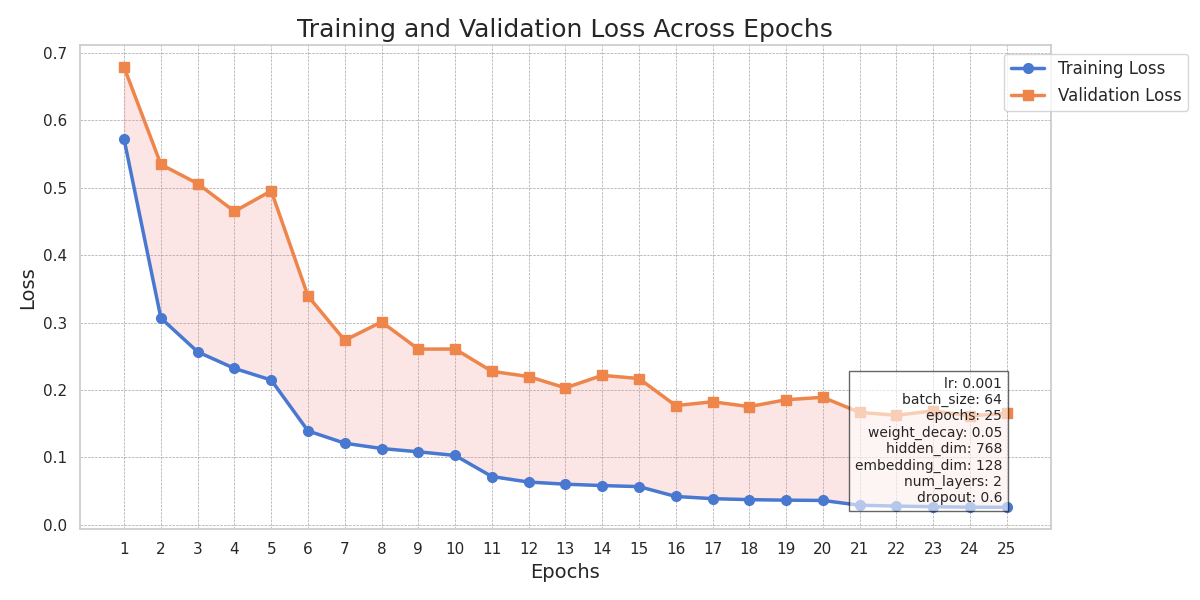 Training and Validation Loss Across Epochs
Training Loss
Validation Loss
Loss
0.7
0.6
0.5
0.4
0.3
0.2
0.1
0.0
lr: 0.001
batch_size: 64
epochs: 25
weight_decay: 0.05
hidden_dim: 768
embedding_dim: 128
num_layers: 2
dropout: 0.6
1 2 3 4 5 6 7 8 9 10 11 12 13 14 15 16 17 18 19 20 21 22 23 24 25
Epochs